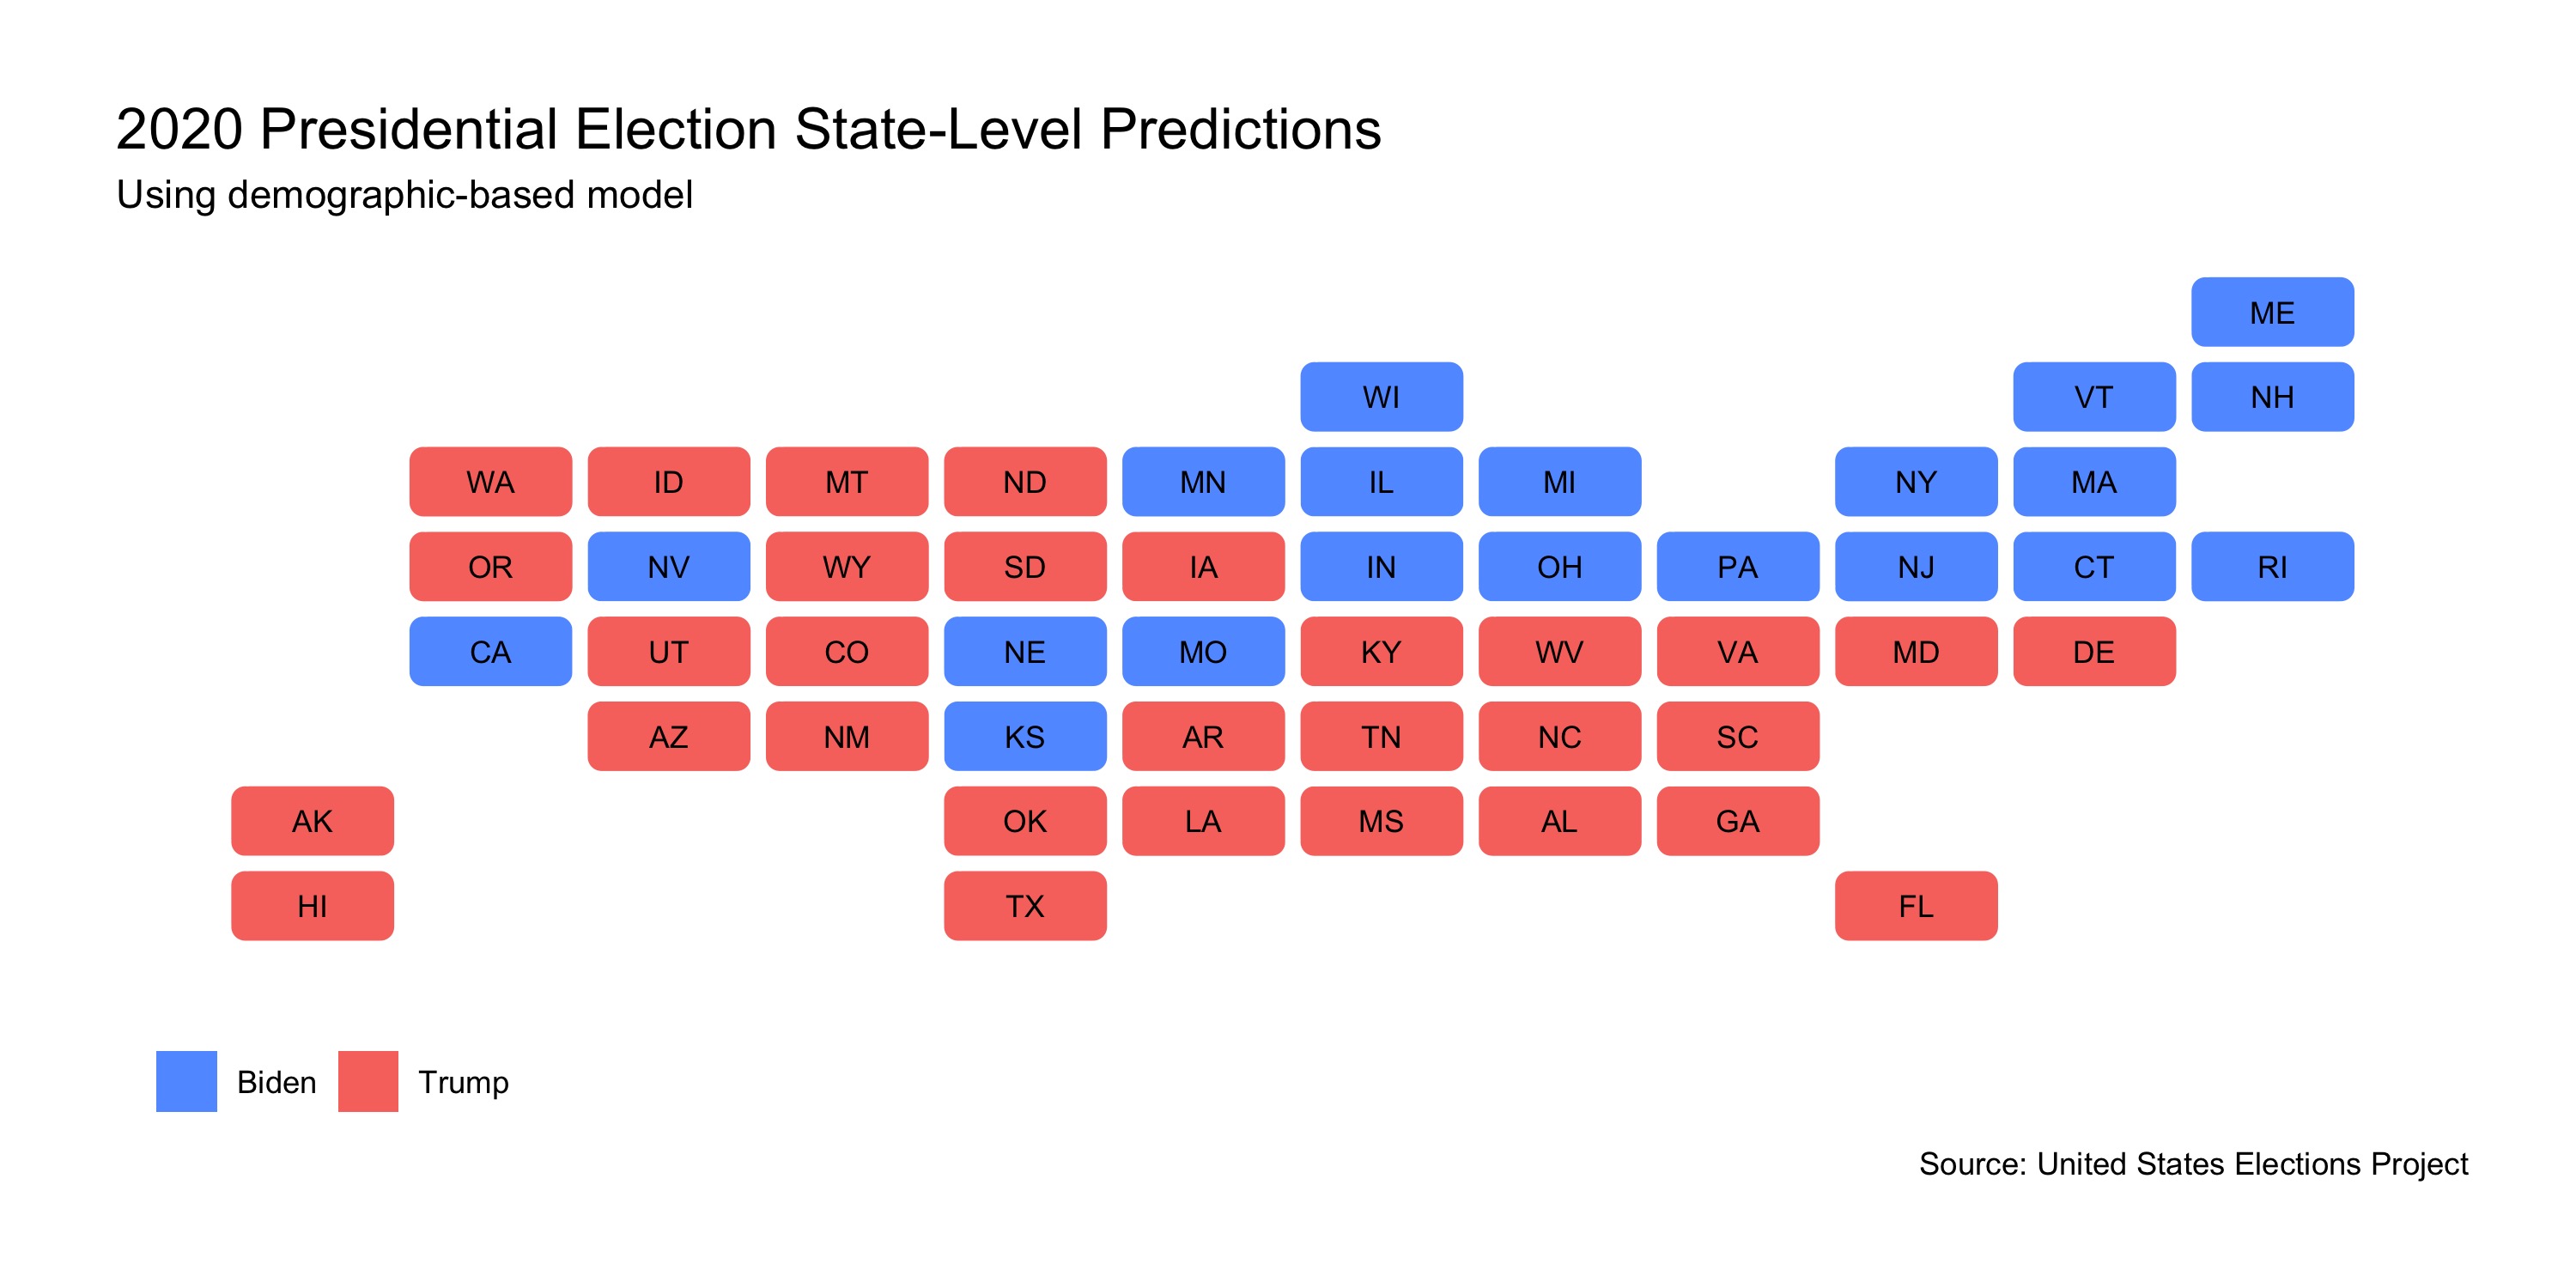 2020 Presidential Election State-Level Predictions
Using demographic-based model
ME
WI VT NH
WA ID MT ND MN IL MI NY MA
OR NV WY SD IA IN OH PA NJ CT RI
CA UT CO NE MO KY WV VA MD DE
AZ NM KS AR TN NC SC
AK OK LA MS AL GA
HI TX FL
Biden Trump
Source: United States Elections Project